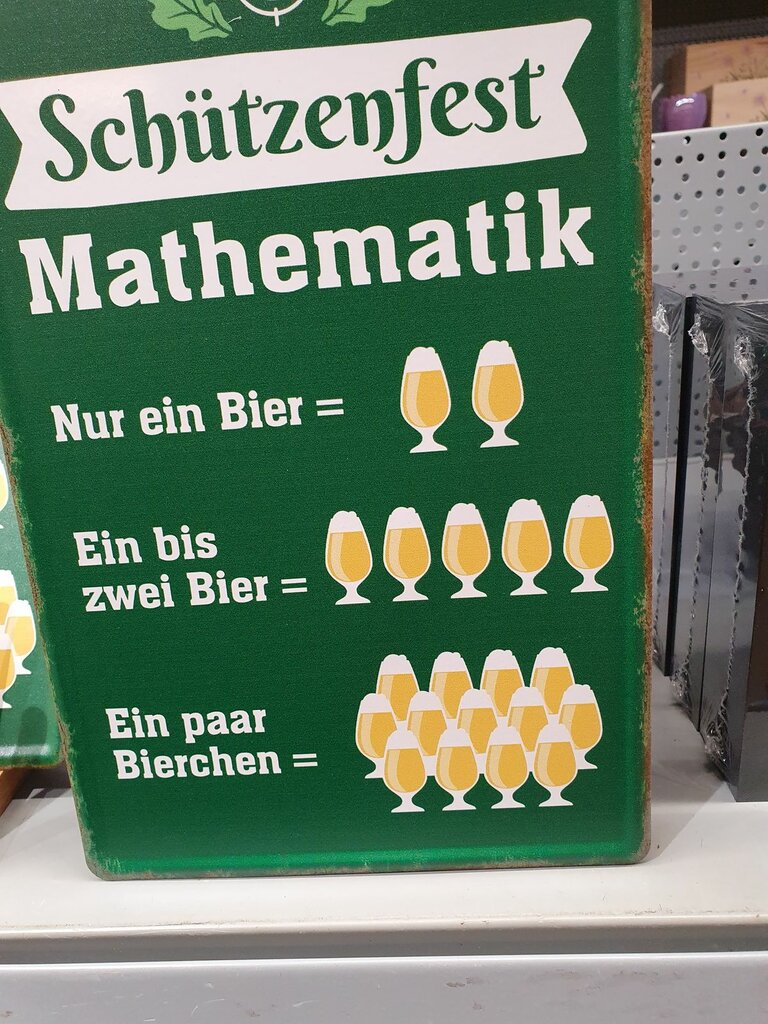 Schützenfest
Mathematik
Nur ein Bier =
Ein bis
zwei Bier =
Ein paar
Bierchen =